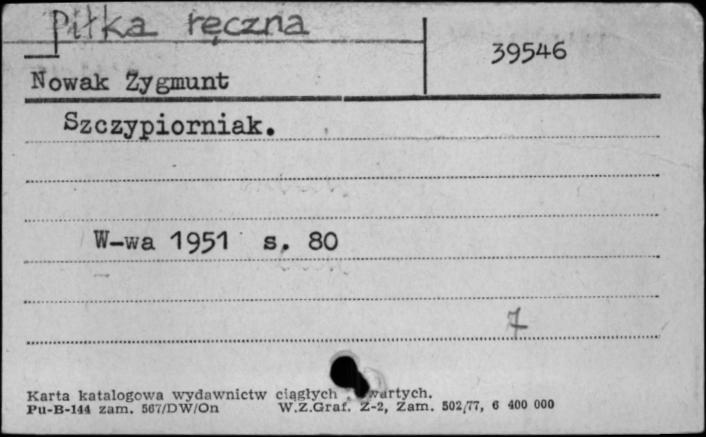 Piłka ręczna
39546
Nowak Zygmunt
Szczypiorniak.
W-wa 1951 s. 80
7
Karta katalogowa wydawnictw ciągłych
Pu-B-144 zam. 567/DW/On W.Z.Graf. Z-2, Zam. 502/77, 6 400 000